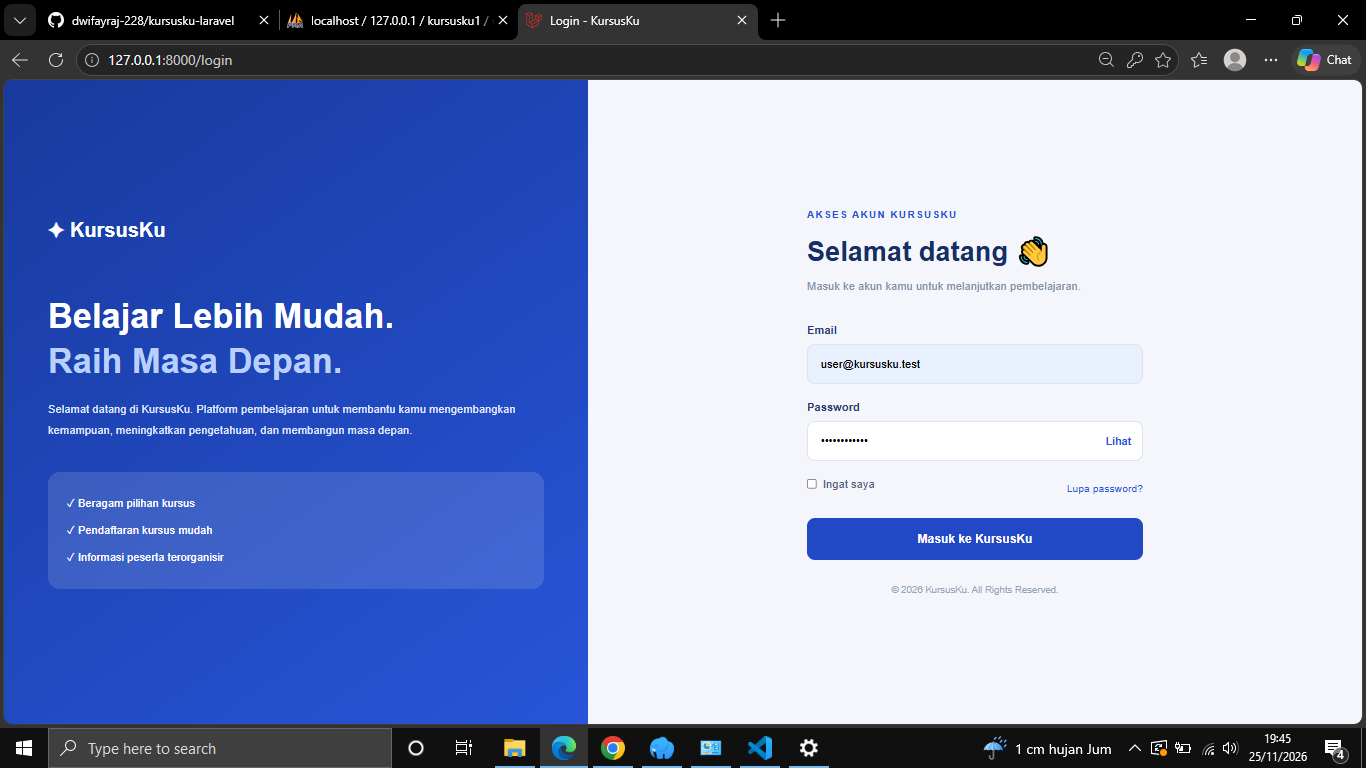 dwifayraj-228/kursusku-laravel
localhost / 127.0.0.1 / kursusku1 /
Login - KursusKu
127.0.0.1:8000/login
Chat
✦ KursusKu
Belajar Lebih Mudah.
Raih Masa Depan.
Selamat datang di KursusKu. Platform pembelajaran untuk membantu kamu mengembangkan
kemampuan, meningkatkan pengetahuan, dan membangun masa depan.
✓ Beragam pilihan kursus
✓ Pendaftaran kursus mudah
✓ Informasi peserta terorganisir
AKSES AKUN KURSUSKU
Selamat datang 👋
Masuk ke akun kamu untuk melanjutkan pembelajaran.
Email
user@kursusku.test
Password
••••••••••••
Lihat
Ingat saya
Lupa password?
Masuk ke KursusKu
© 2026 KursusKu. All Rights Reserved.
Type here to search
1 cm hujan Jum
19:45
25/11/2026
4